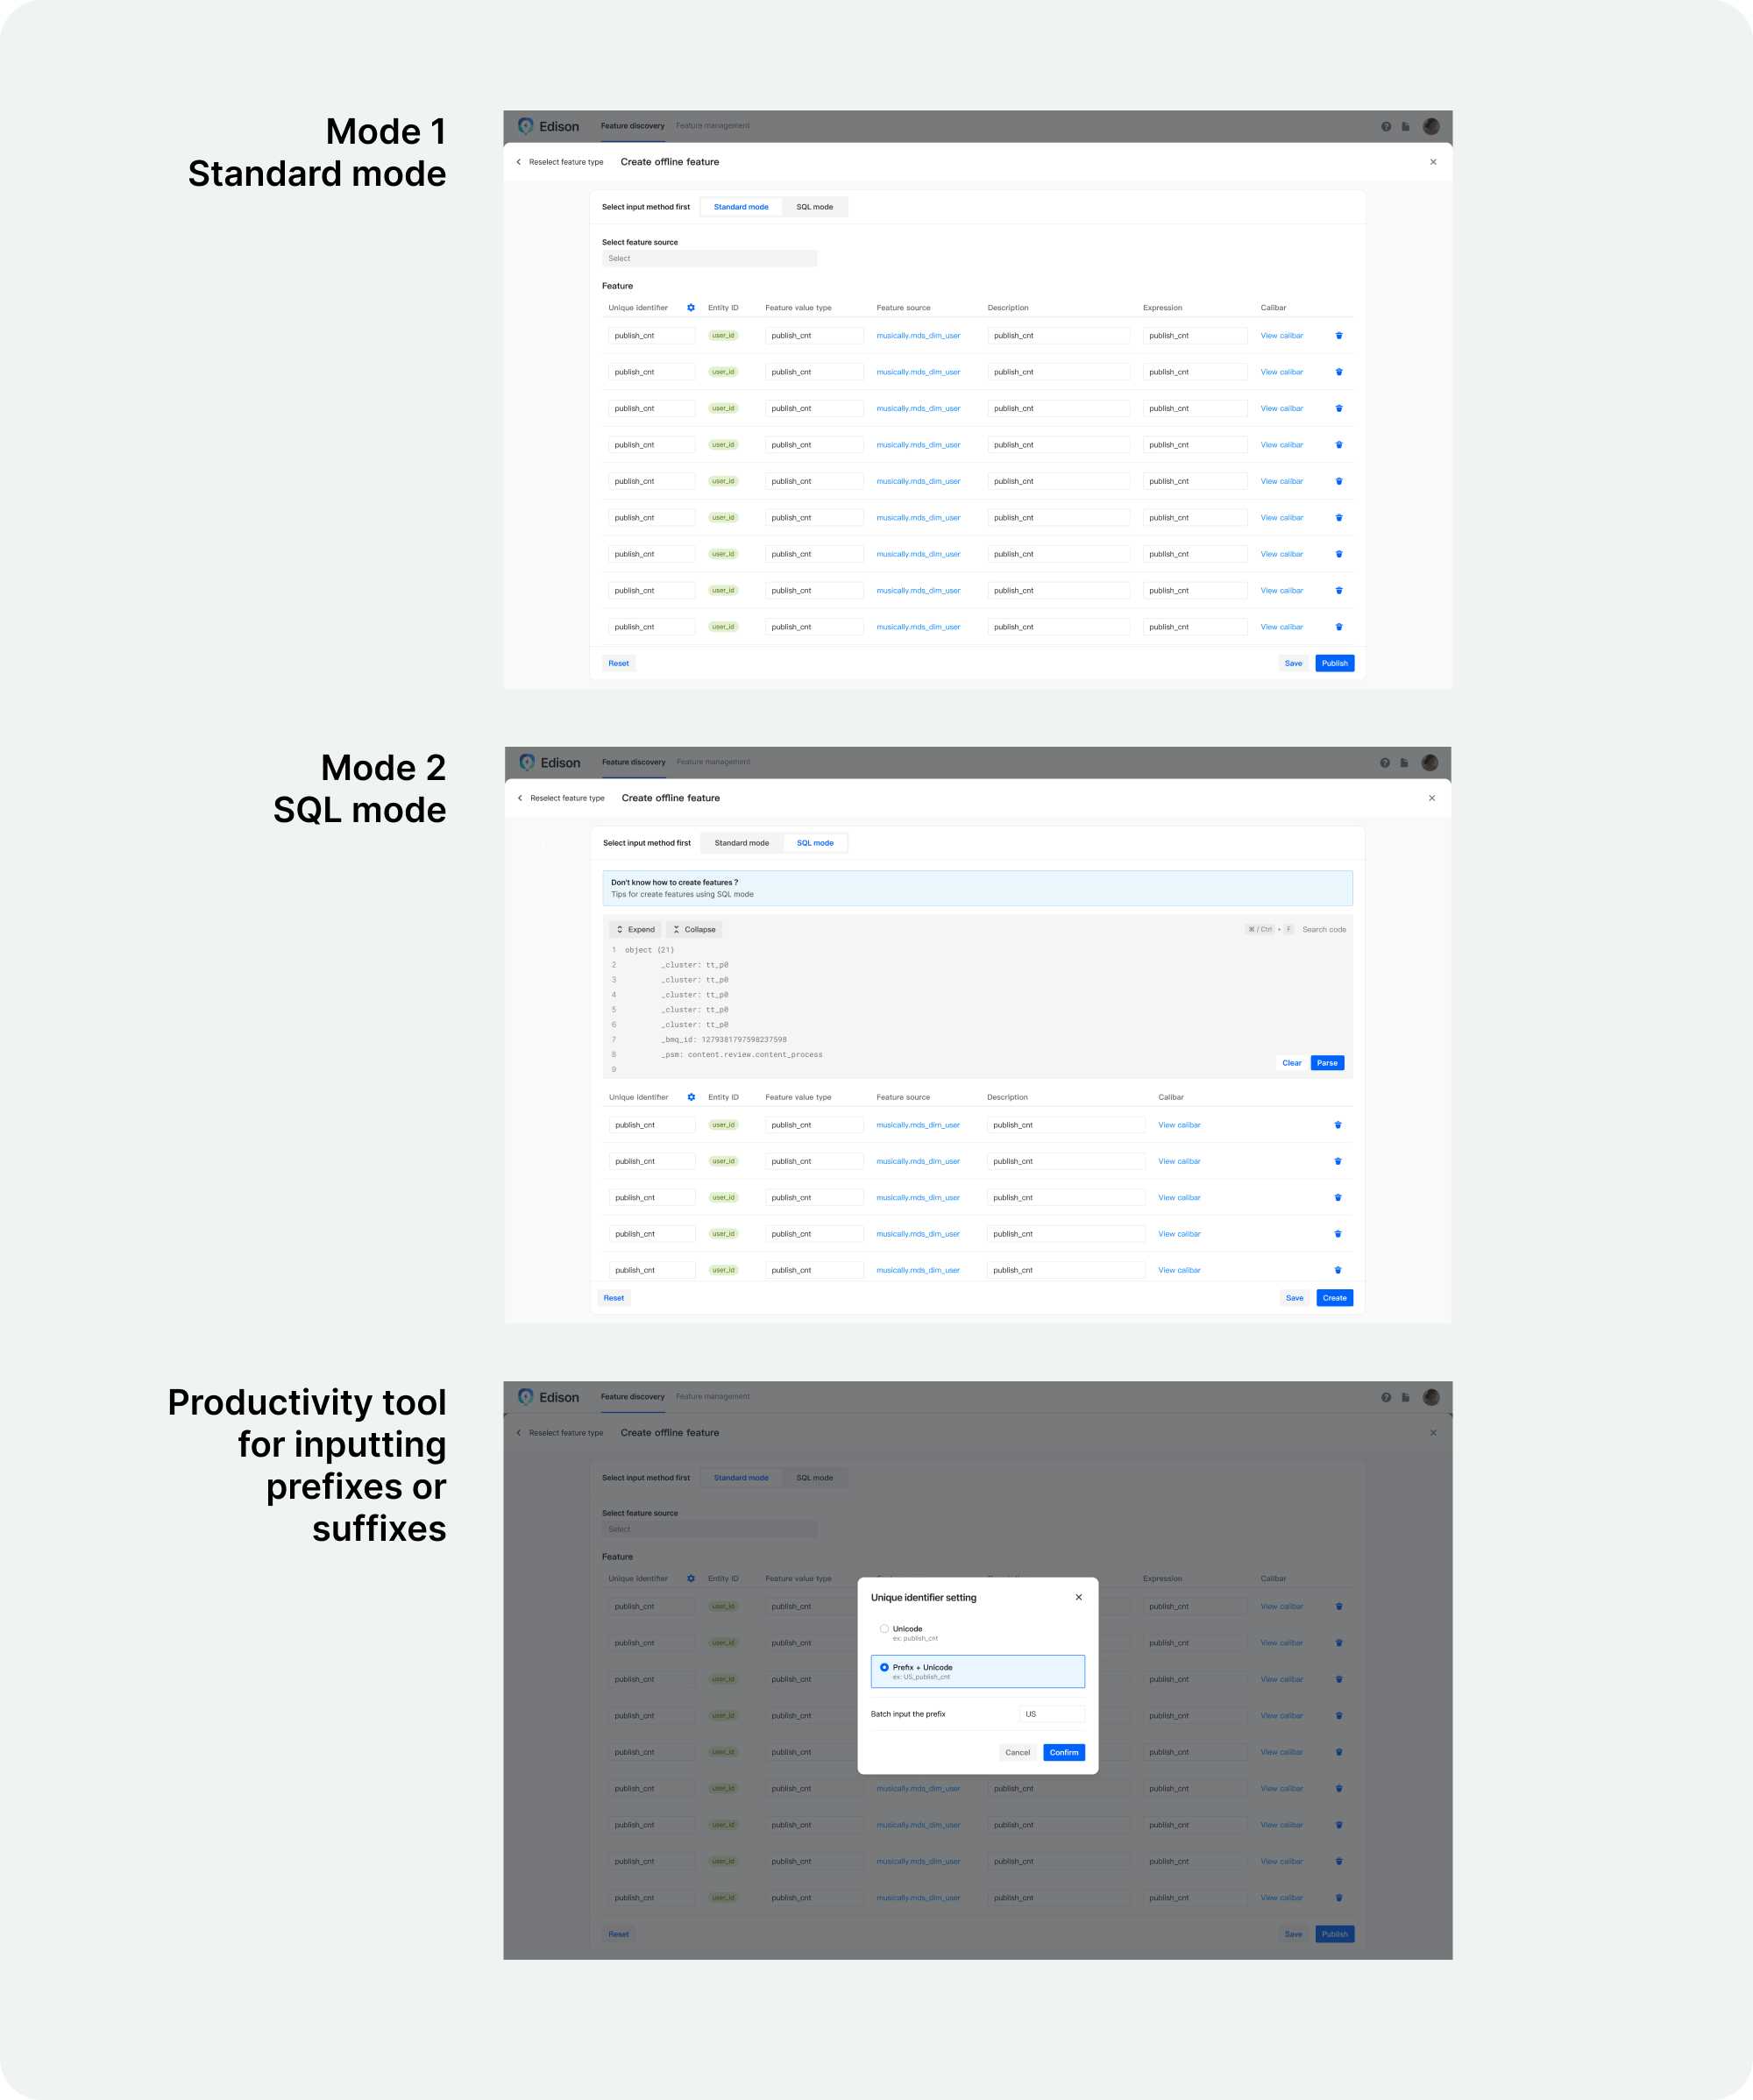 Mode 1
Standard mode
Edison Feature discovery Feature management
Reselect feature type Create offline feature
Select input method first Standard mode SQL mode
Select feature source
Select
Feature
Unique identifier Entity ID Feature value type Feature source Description Expression Calibar
publish_cnt user_id publish_cnt musically.mds_dim_user publish_cnt publish_cnt View calibar
publish_cnt user_id publish_cnt musically.mds_dim_user publish_cnt publish_cnt View calibar
publish_cnt user_id publish_cnt musically.mds_dim_user publish_cnt publish_cnt View calibar
publish_cnt user_id publish_cnt musically.mds_dim_user publish_cnt publish_cnt View calibar
publish_cnt user_id publish_cnt musically.mds_dim_user publish_cnt publish_cnt View calibar
publish_cnt user_id publish_cnt musically.mds_dim_user publish_cnt publish_cnt View calibar
publish_cnt user_id publish_cnt musically.mds_dim_user publish_cnt publish_cnt View calibar
publish_cnt user_id publish_cnt musically.mds_dim_user publish_cnt publish_cnt View calibar
publish_cnt user_id publish_cnt musically.mds_dim_user publish_cnt publish_cnt View calibar
Reset Save Publish
Mode 2
SQL mode
Edison Feature discovery Feature management
Reselect feature type Create offline feature
Select input method first Standard mode SQL mode
Don't know how to create features ?
Tips for create features using SQL mode
Expend Collapse ⌘ / Ctrl + F Search code
1 object {21}
2 _cluster: tt_p0
3 _cluster: tt_p0
4 _cluster: tt_p0
5 _cluster: tt_p0
6 _cluster: tt_p0
7 _bmq_id: 1279381797598237598
8 _psm: content.review.content_process
9
Clear Parse
Unique identifier Entity ID Feature value type Feature source Description Calibar
publish_cnt user_id publish_cnt musically.mds_dim_user publish_cnt View calibar
publish_cnt user_id publish_cnt musically.mds_dim_user publish_cnt View calibar
publish_cnt user_id publish_cnt musically.mds_dim_user publish_cnt View calibar
publish_cnt user_id publish_cnt musically.mds_dim_user publish_cnt View calibar
publish_cnt user_id publish_cnt musically.mds_dim_user publish_cnt View calibar
Reset Save Create
Productivity tool
for inputting
prefixes or
suffixes
Edison Feature discovery Feature management
Reselect feature type Create offline feature
Select input method first Standard mode SQL mode
Select feature source
Select
Feature
Unique identifier Entity ID Feature value type Expression Calibar
publish_cnt user_id publish_cnt publish_cnt View calibar
publish_cnt user_id publish_cnt publish_cnt View calibar
publish_cnt user_id publish_cnt publish_cnt View calibar
publish_cnt user_id publish_cnt publish_cnt View calibar
publish_cnt user_id publish_cnt publish_cnt View calibar
publish_cnt user_id publish_cnt musically.mds_dim_user publish_cnt publish_cnt View calibar
publish_cnt user_id publish_cnt musically.mds_dim_user publish_cnt publish_cnt View calibar
publish_cnt user_id publish_cnt musically.mds_dim_user publish_cnt publish_cnt View calibar
publish_cnt user_id publish_cnt musically.mds_dim_user publish_cnt publish_cnt View calibar
Reset Save Publish
Unique identifier setting
Unicode
ex: publish_cnt
Prefix + Unicode
ex: US_publish_cnt
Batch input the prefix US
Cancel Confirm